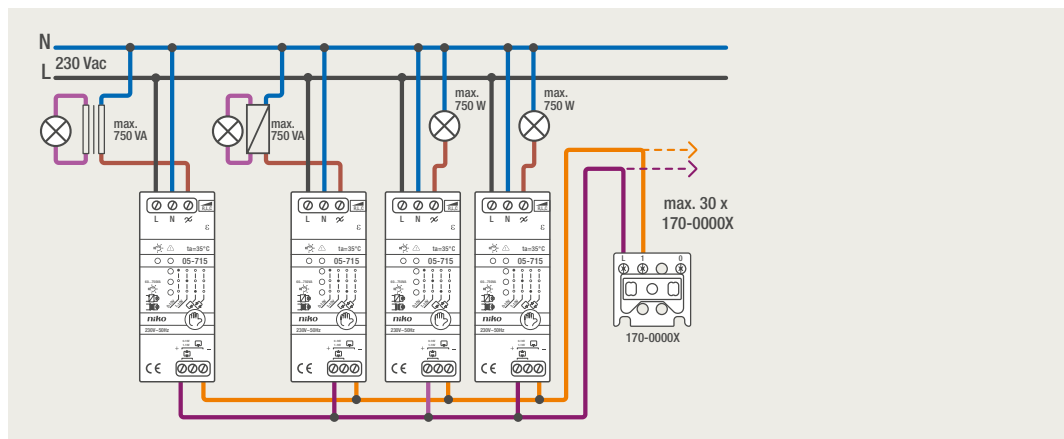 N
230 Vac
L
max.
750 VA
max.
750 VA
max.
750 W
max.
750 W
max. 30 x
170-0000X
L N
L N
L N
L N
ta=35°C
ta=35°C
ta=35°C
ta=35°C
05-715
05-715
05-715
05-715
niko
niko
niko
niko
230V~50Hz
230V~50Hz
230V~50Hz
230V~50Hz
+ −
+ −
+ −
+ −
CE
CE
CE
CE
L 1 0
170-0000X